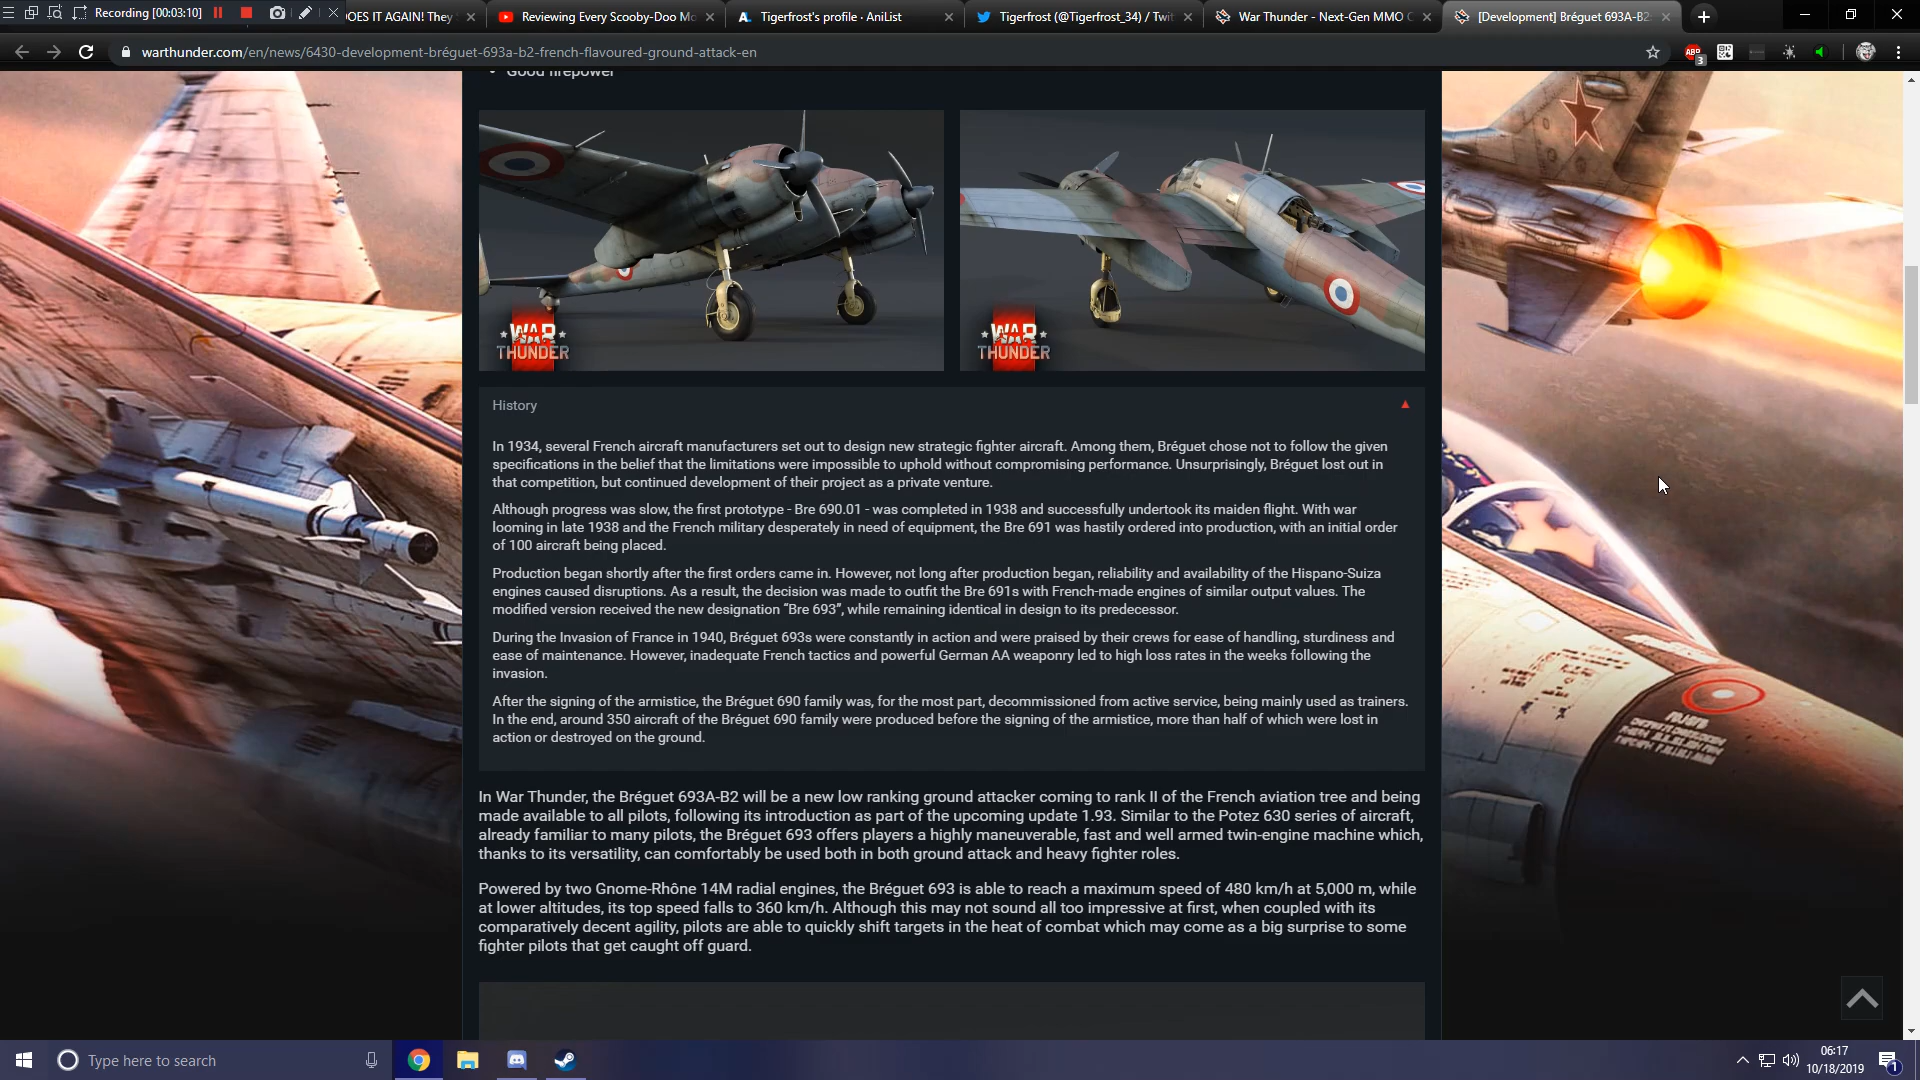 Recording [00:03:10]
OES IT AGAIN! They
Reviewing Every Scooby-Doo Mo
Tigerfrost's profile · AniList
Tigerfrost (@Tigerfrost_34) / Twit
War Thunder - Next-Gen MMO C
[Development] Bréguet 693A-B2:
warthunder.com/en/news/6430-development-bréguet-693a-b2-french-flavoured-ground-attack-en
ABP
3
• Good firepower
WAR
THUNDER
WAR
THUNDER
History
In 1934, several French aircraft manufacturers set out to design new strategic fighter aircraft. Among them, Bréguet chose not to follow the given
specifications in the belief that the limitations were impossible to uphold without compromising performance. Unsurprisingly, Bréguet lost out in
that competition, but continued development of their project as a private venture.
Although progress was slow, the first prototype - Bre 690.01 - was completed in 1938 and successfully undertook its maiden flight. With war
looming in late 1938 and the French military desperately in need of equipment, the Bre 691 was hastily ordered into production, with an initial order
of 100 aircraft being placed.
Production began shortly after the first orders came in. However, not long after production began, reliability and availability of the Hispano-Suiza
engines caused disruptions. As a result, the decision was made to outfit the Bre 691s with French-made engines of similar output values. The
modified version received the new designation “Bre 693”, while remaining identical in design to its predecessor.
During the Invasion of France in 1940, Bréguet 693s were constantly in action and were praised by their crews for ease of handling, sturdiness and
ease of maintenance. However, inadequate French tactics and powerful German AA weaponry led to high loss rates in the weeks following the
invasion.
After the signing of the armistice, the Bréguet 690 family was, for the most part, decommissioned from active service, being mainly used as trainers.
In the end, around 350 aircraft of the Bréguet 690 family were produced before the signing of the armistice, more than half of which were lost in
action or destroyed on the ground.
In War Thunder, the Bréguet 693A-B2 will be a new low ranking ground attacker coming to rank II of the French aviation tree and being
made available to all pilots, following its introduction as part of the upcoming update 1.93. Similar to the Potez 630 series of aircraft,
already familiar to many pilots, the Bréguet 693 offers players a highly maneuverable, fast and well armed twin-engine machine which,
thanks to its versatility, can comfortably be used both in both ground attack and heavy fighter roles.
Powered by two Gnome-Rhône 14M radial engines, the Bréguet 693 is able to reach a maximum speed of 480 km/h at 5,000 m, while
at lower altitudes, its top speed falls to 360 km/h. Although this may not sound all too impressive at first, when coupled with its
comparatively decent agility, pilots are able to quickly shift targets in the heat of combat which may come as a big surprise to some
fighter pilots that get caught off guard.
Type here to search
06:17
10/18/2019
1